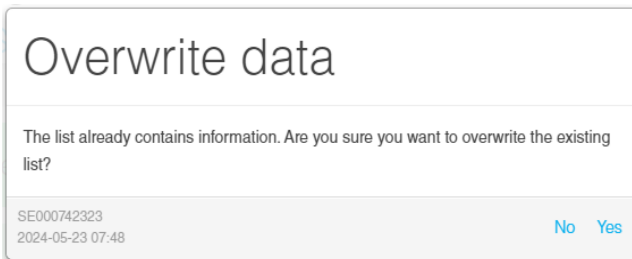 Overwrite data
The list already contains information. Are you sure you want to overwrite the existing
list?
SE000742323
2024-05-23 07:48
No Yes